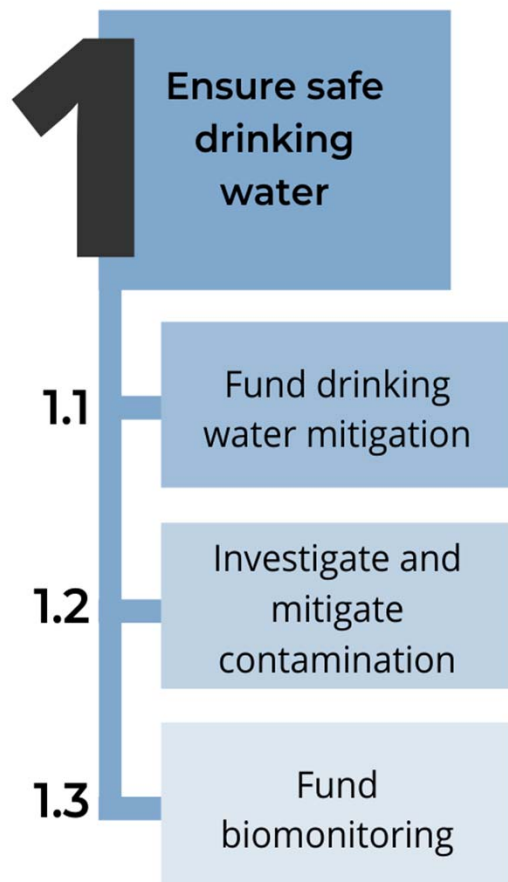 1
Ensure safe
drinking
water
1.1
Fund drinking
water mitigation
1.2
Investigate and
mitigate
contamination
1.3
Fund
biomonitoring